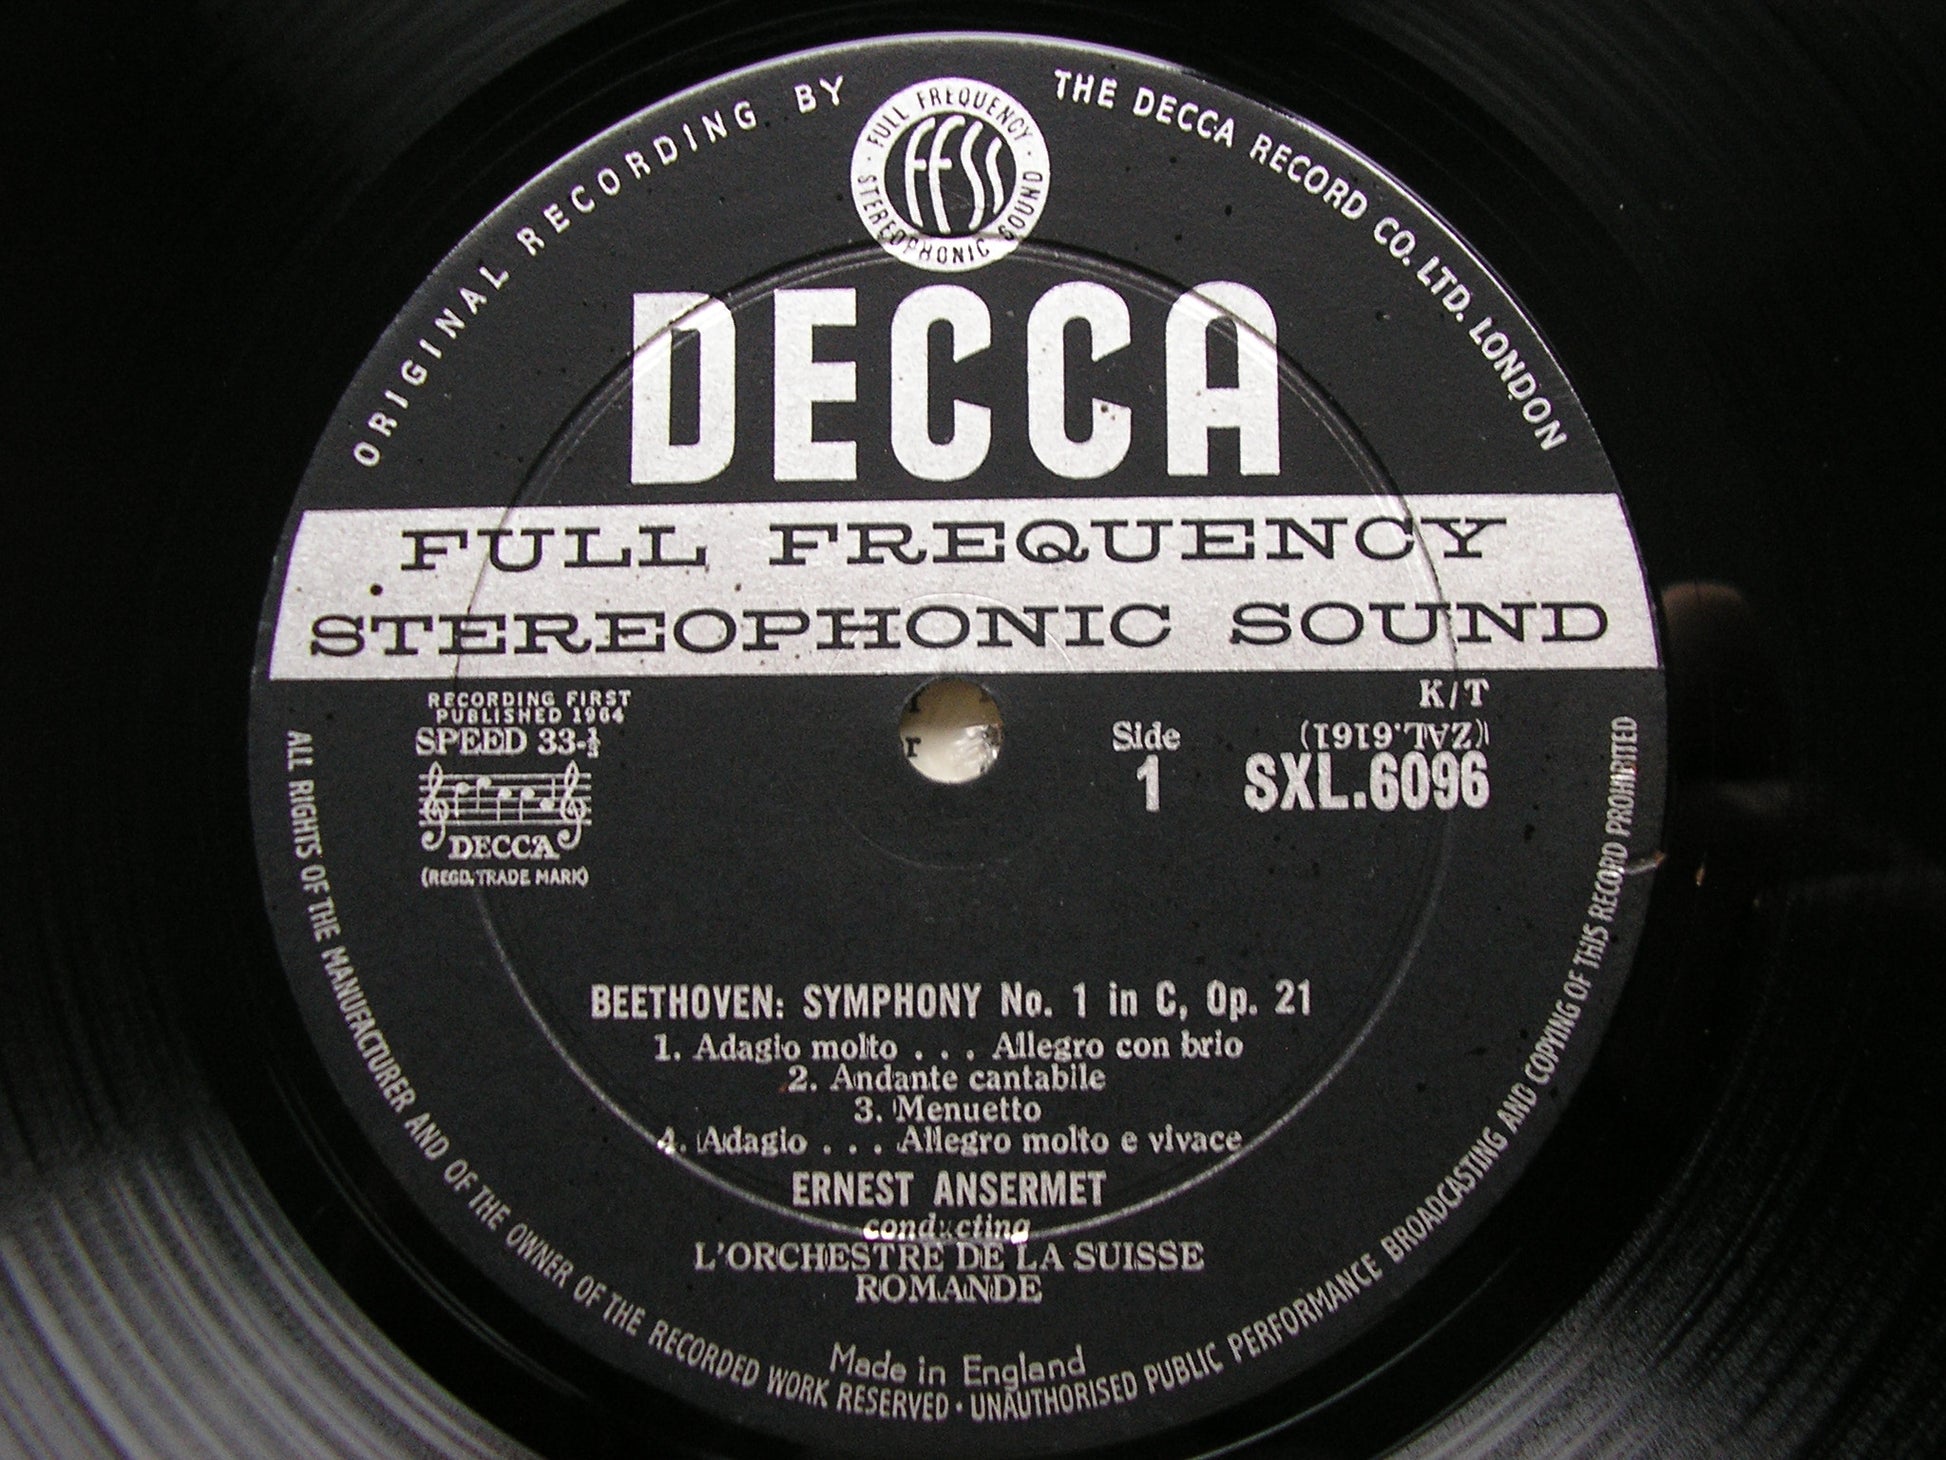 ORIGINAL RECORDING BY THE DECCA RECORD CO. LTD. LONDON
FULL FREQUENCY · STEREOPHONIC SOUND ·
FFSS
DECCA
FULL FREQUENCY
STEREOPHONIC SOUND
RECORDING FIRST
PUBLISHED 1964
SPEED 33-⅓
DECCA
(REGD. TRADE MARK)
Side
1
K/T
(ZAL.6161)
SXL.6096
BEETHOVEN: SYMPHONY No. 1 in C, Op. 21
1. Adagio molto . . . Allegro con brio
2. Andante cantabile
3. Menuetto
4. Adagio . . . Allegro molto e vivace
ERNEST ANSERMET
conducting
L'ORCHESTRE DE LA SUISSE
ROMANDE
Made in England
ALL RIGHTS OF THE MANUFACTURER AND OF THE OWNER OF THE RECORDED WORK RESERVED · UNAUTHORISED PUBLIC PERFORMANCE BROADCASTING AND COPYING OF THIS RECORD PROHIBITED